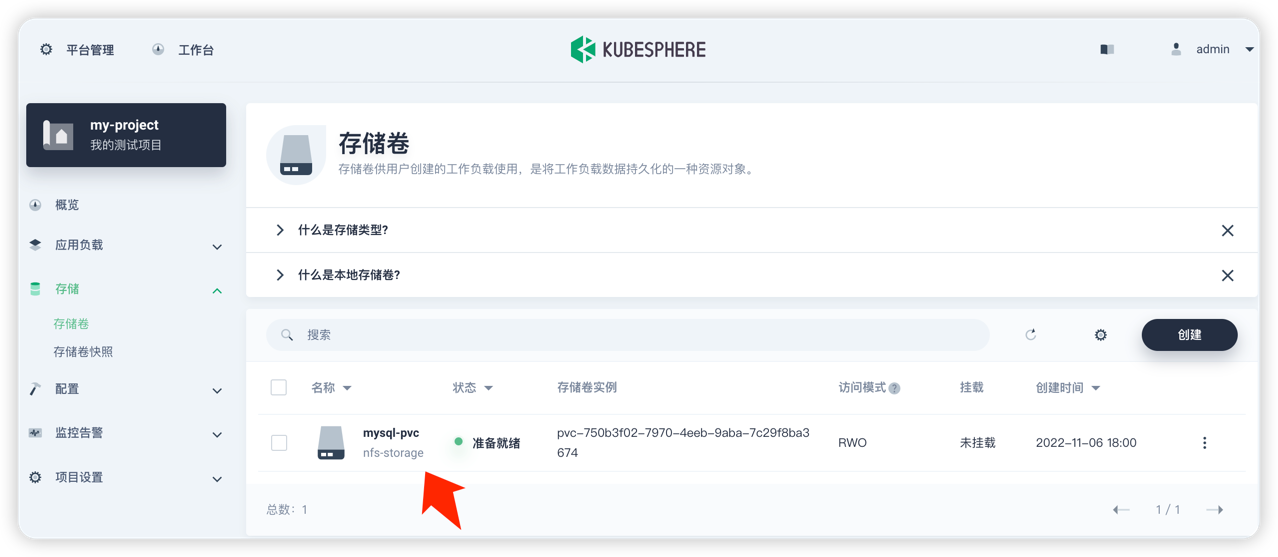 平台管理 工作台 KUBESPHERE admin
my-project
我的测试项目
概览
应用负载
存储
存储卷
存储卷快照
配置
监控告警
项目设置
存储卷
存储卷供用户创建的工作负载使用，是将工作负载数据持久化的一种资源对象。
什么是存储类型?
什么是本地存储卷?
搜索 创建
名称 状态 存储卷实例 访问模式? 挂载 创建时间
mysql-pvc
nfs-storage
准备就绪
pvc-750b3f02-7970-4eeb-9aba-7c29f8ba3
674
RWO
未挂载
2022-11-06 18:00
总数：1 1 / 1